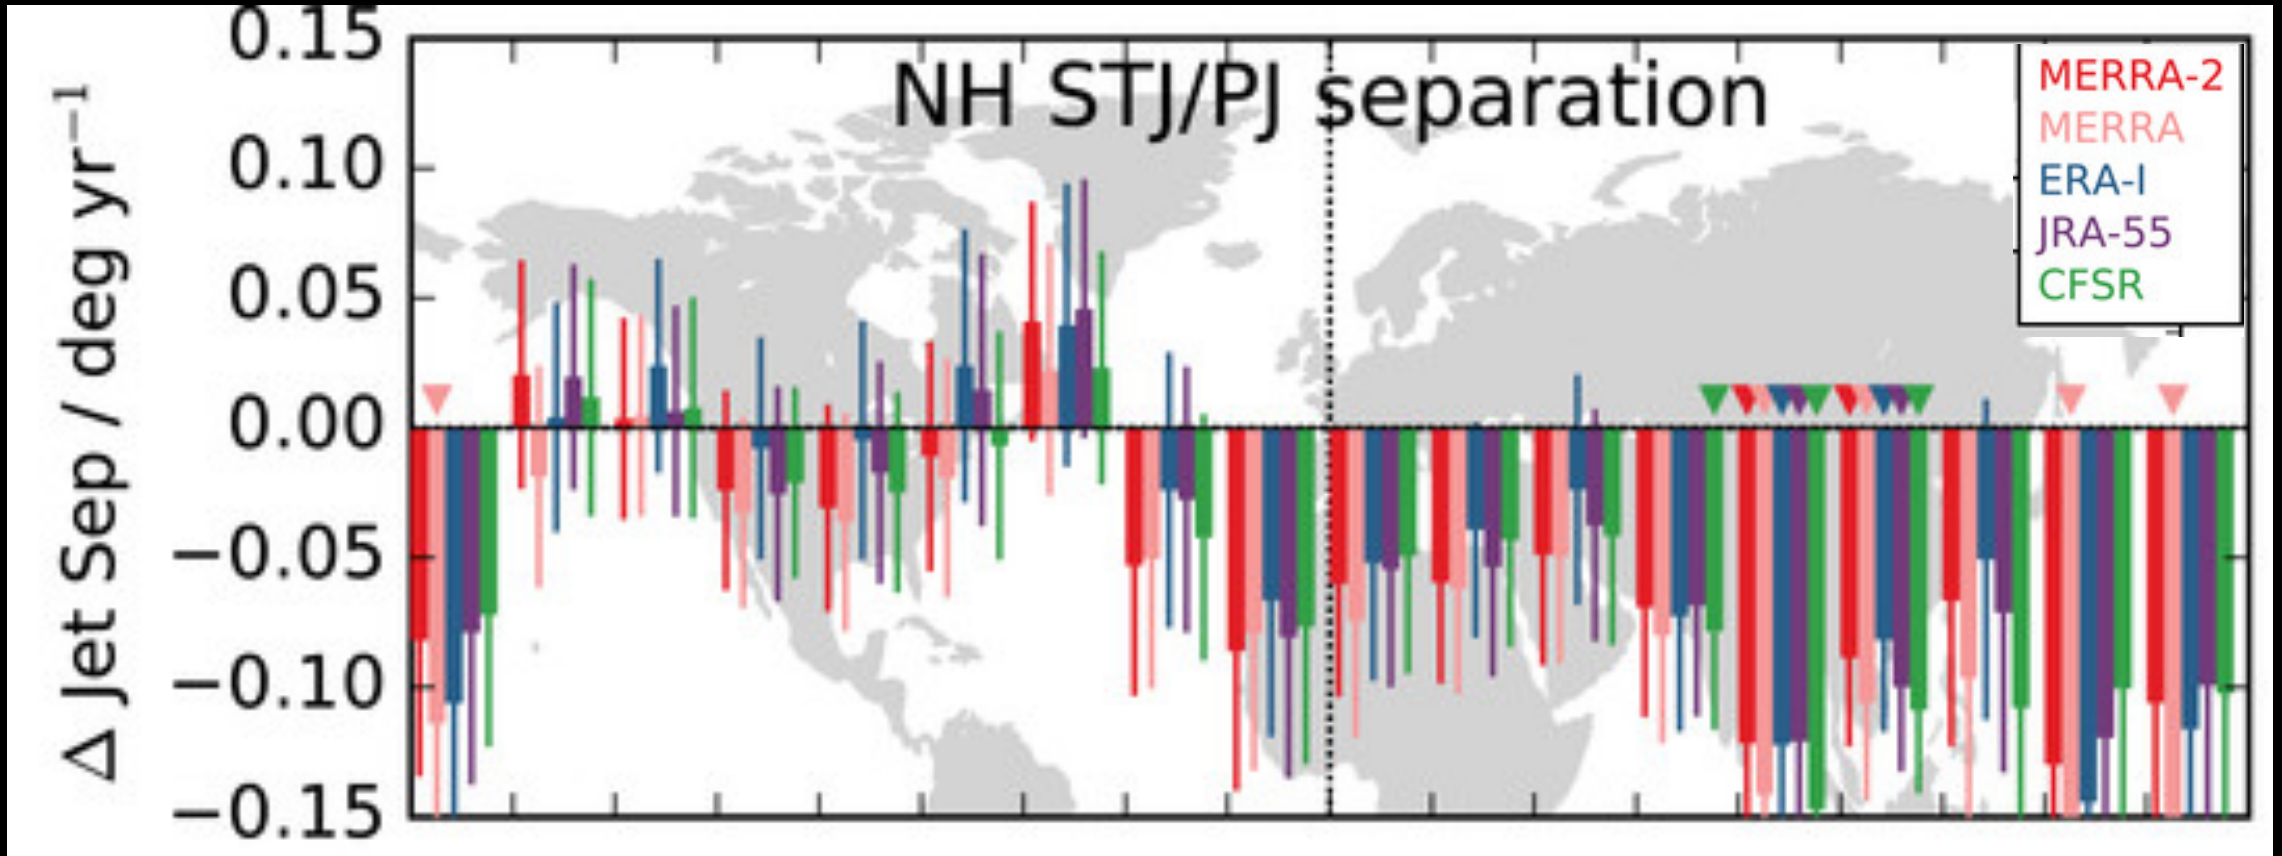 0.15
0.10
0.05
0.00
−0.05
−0.10
−0.15
Δ Jet Sep / deg yr⁻¹
NH STJ/PJ separation
MERRA-2
MERRA
ERA-I
JRA-55
CFSR